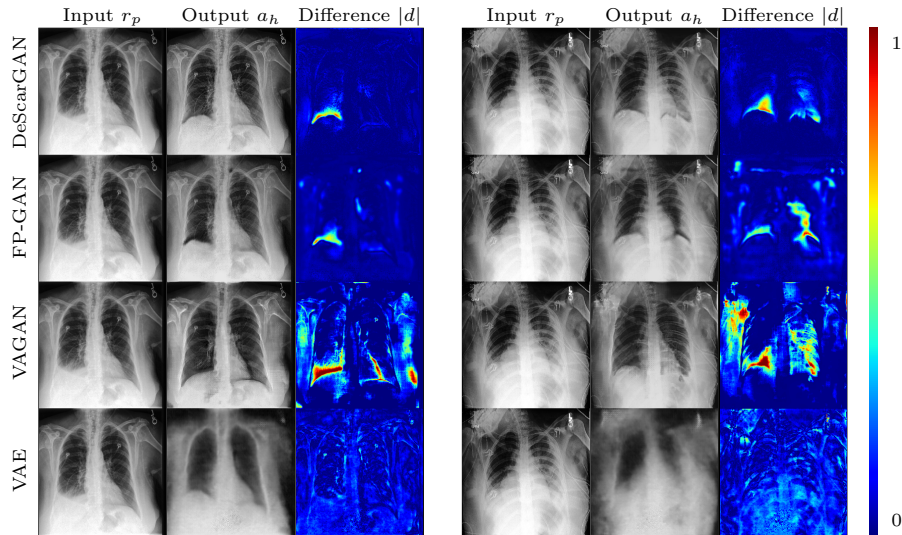 Input r_p Output a_h Difference |d| Input r_p Output a_h Difference |d|
DeScarGAN
1
FP-GAN
VAGAN
VAE
0